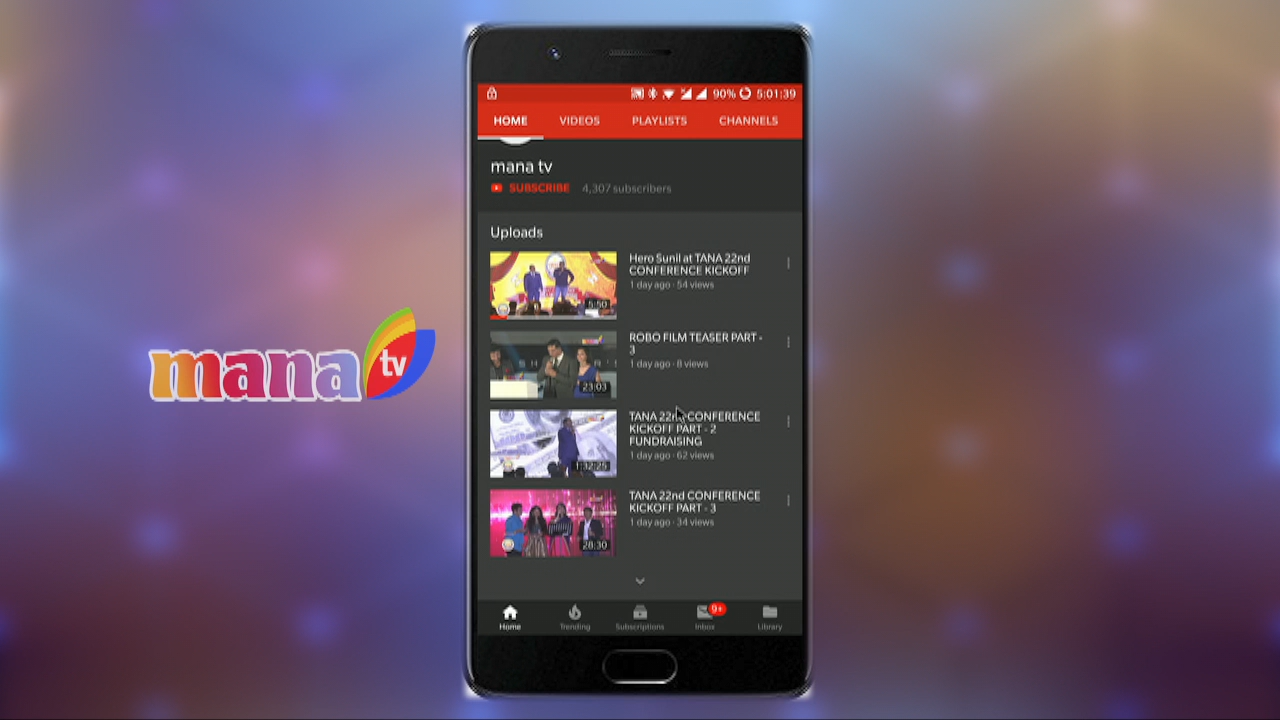 90% 5:01:39
HOME VIDEOS PLAYLISTS CHANNELS
mana tv
SUBSCRIBE 4,307 subscribers
Uploads
Hero Sunil at TANA 22nd
CONFERENCE KICKOFF
1 day ago · 54 views
5:50
ROBO FILM TEASER PART -
3
1 day ago · 8 views
23:03
mana tv
TANA 22nd CONFERENCE
KICKOFF PART - 2
FUNDRAISING
1 day ago · 62 views
1:32:25
TANA 22nd CONFERENCE
KICKOFF PART - 3
1 day ago · 34 views
28:30
9+
Home Trending Subscriptions Inbox Library